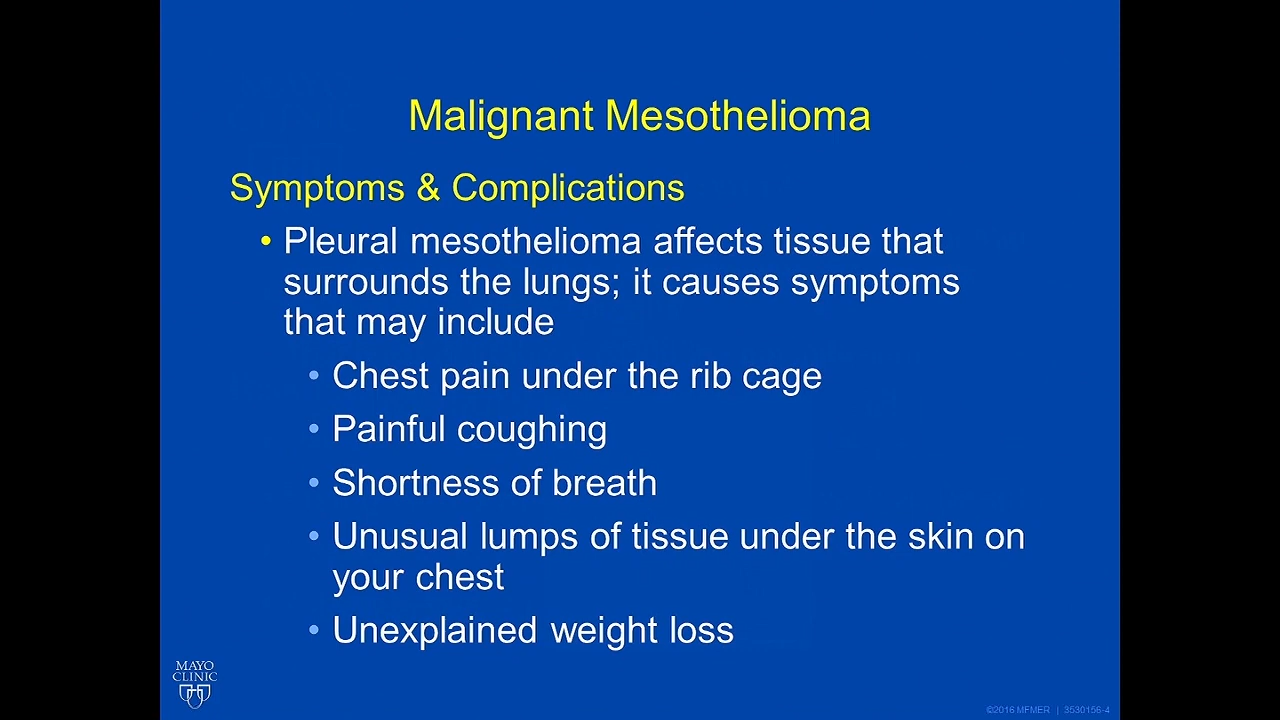 Malignant Mesothelioma
Symptoms & Complications
• Pleural mesothelioma affects tissue that
surrounds the lungs; it causes symptoms
that may include
• Chest pain under the rib cage
• Painful coughing
• Shortness of breath
• Unusual lumps of tissue under the skin on
your chest
• Unexplained weight loss
MAYO
CLINIC
©2016 MFMER | 3530156-4